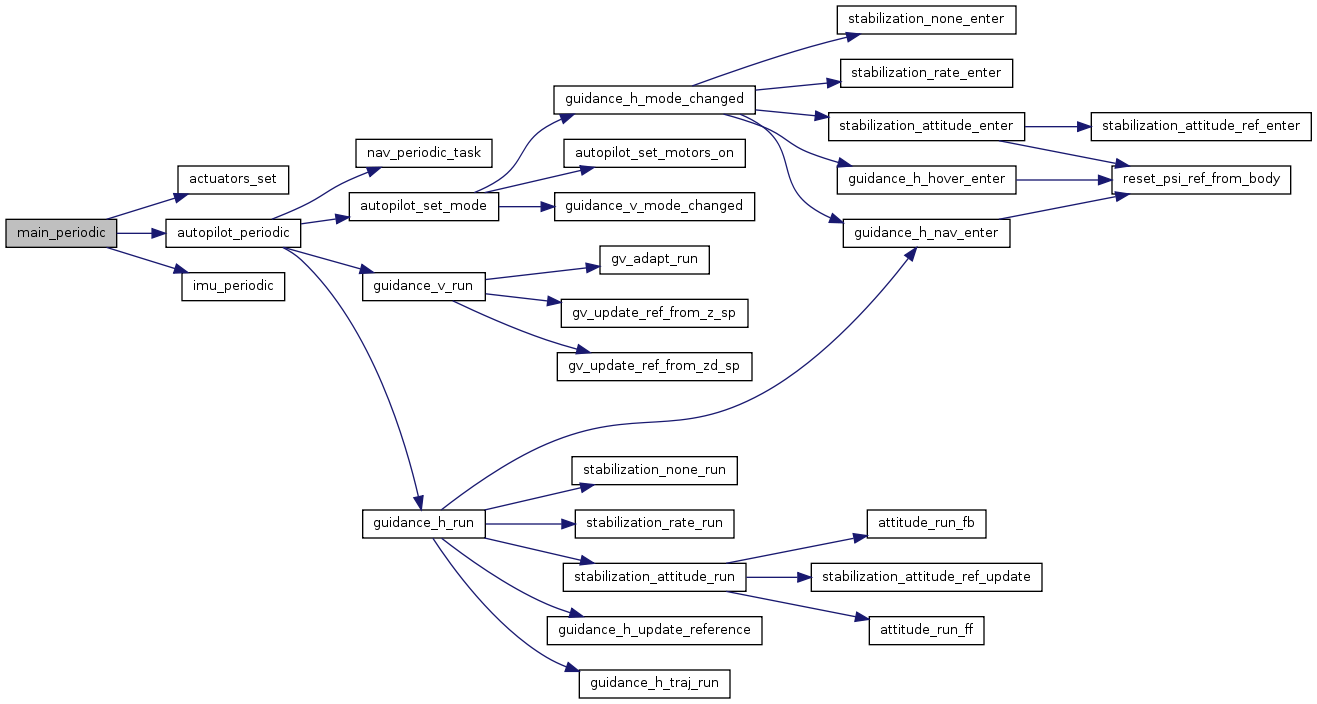 stabilization_none_enter
stabilization_rate_enter
guidance_h_mode_changed
stabilization_attitude_enter
stabilization_attitude_ref_enter
nav_periodic_task
autopilot_set_motors_on
actuators_set
guidance_h_hover_enter
reset_psi_ref_from_body
autopilot_set_mode
guidance_v_mode_changed
main_periodic
autopilot_periodic
guidance_h_nav_enter
gv_adapt_run
imu_periodic
guidance_v_run
gv_update_ref_from_z_sp
gv_update_ref_from_zd_sp
stabilization_none_run
guidance_h_run
stabilization_rate_run
attitude_run_fb
stabilization_attitude_run
stabilization_attitude_ref_update
guidance_h_update_reference
attitude_run_ff
guidance_h_traj_run